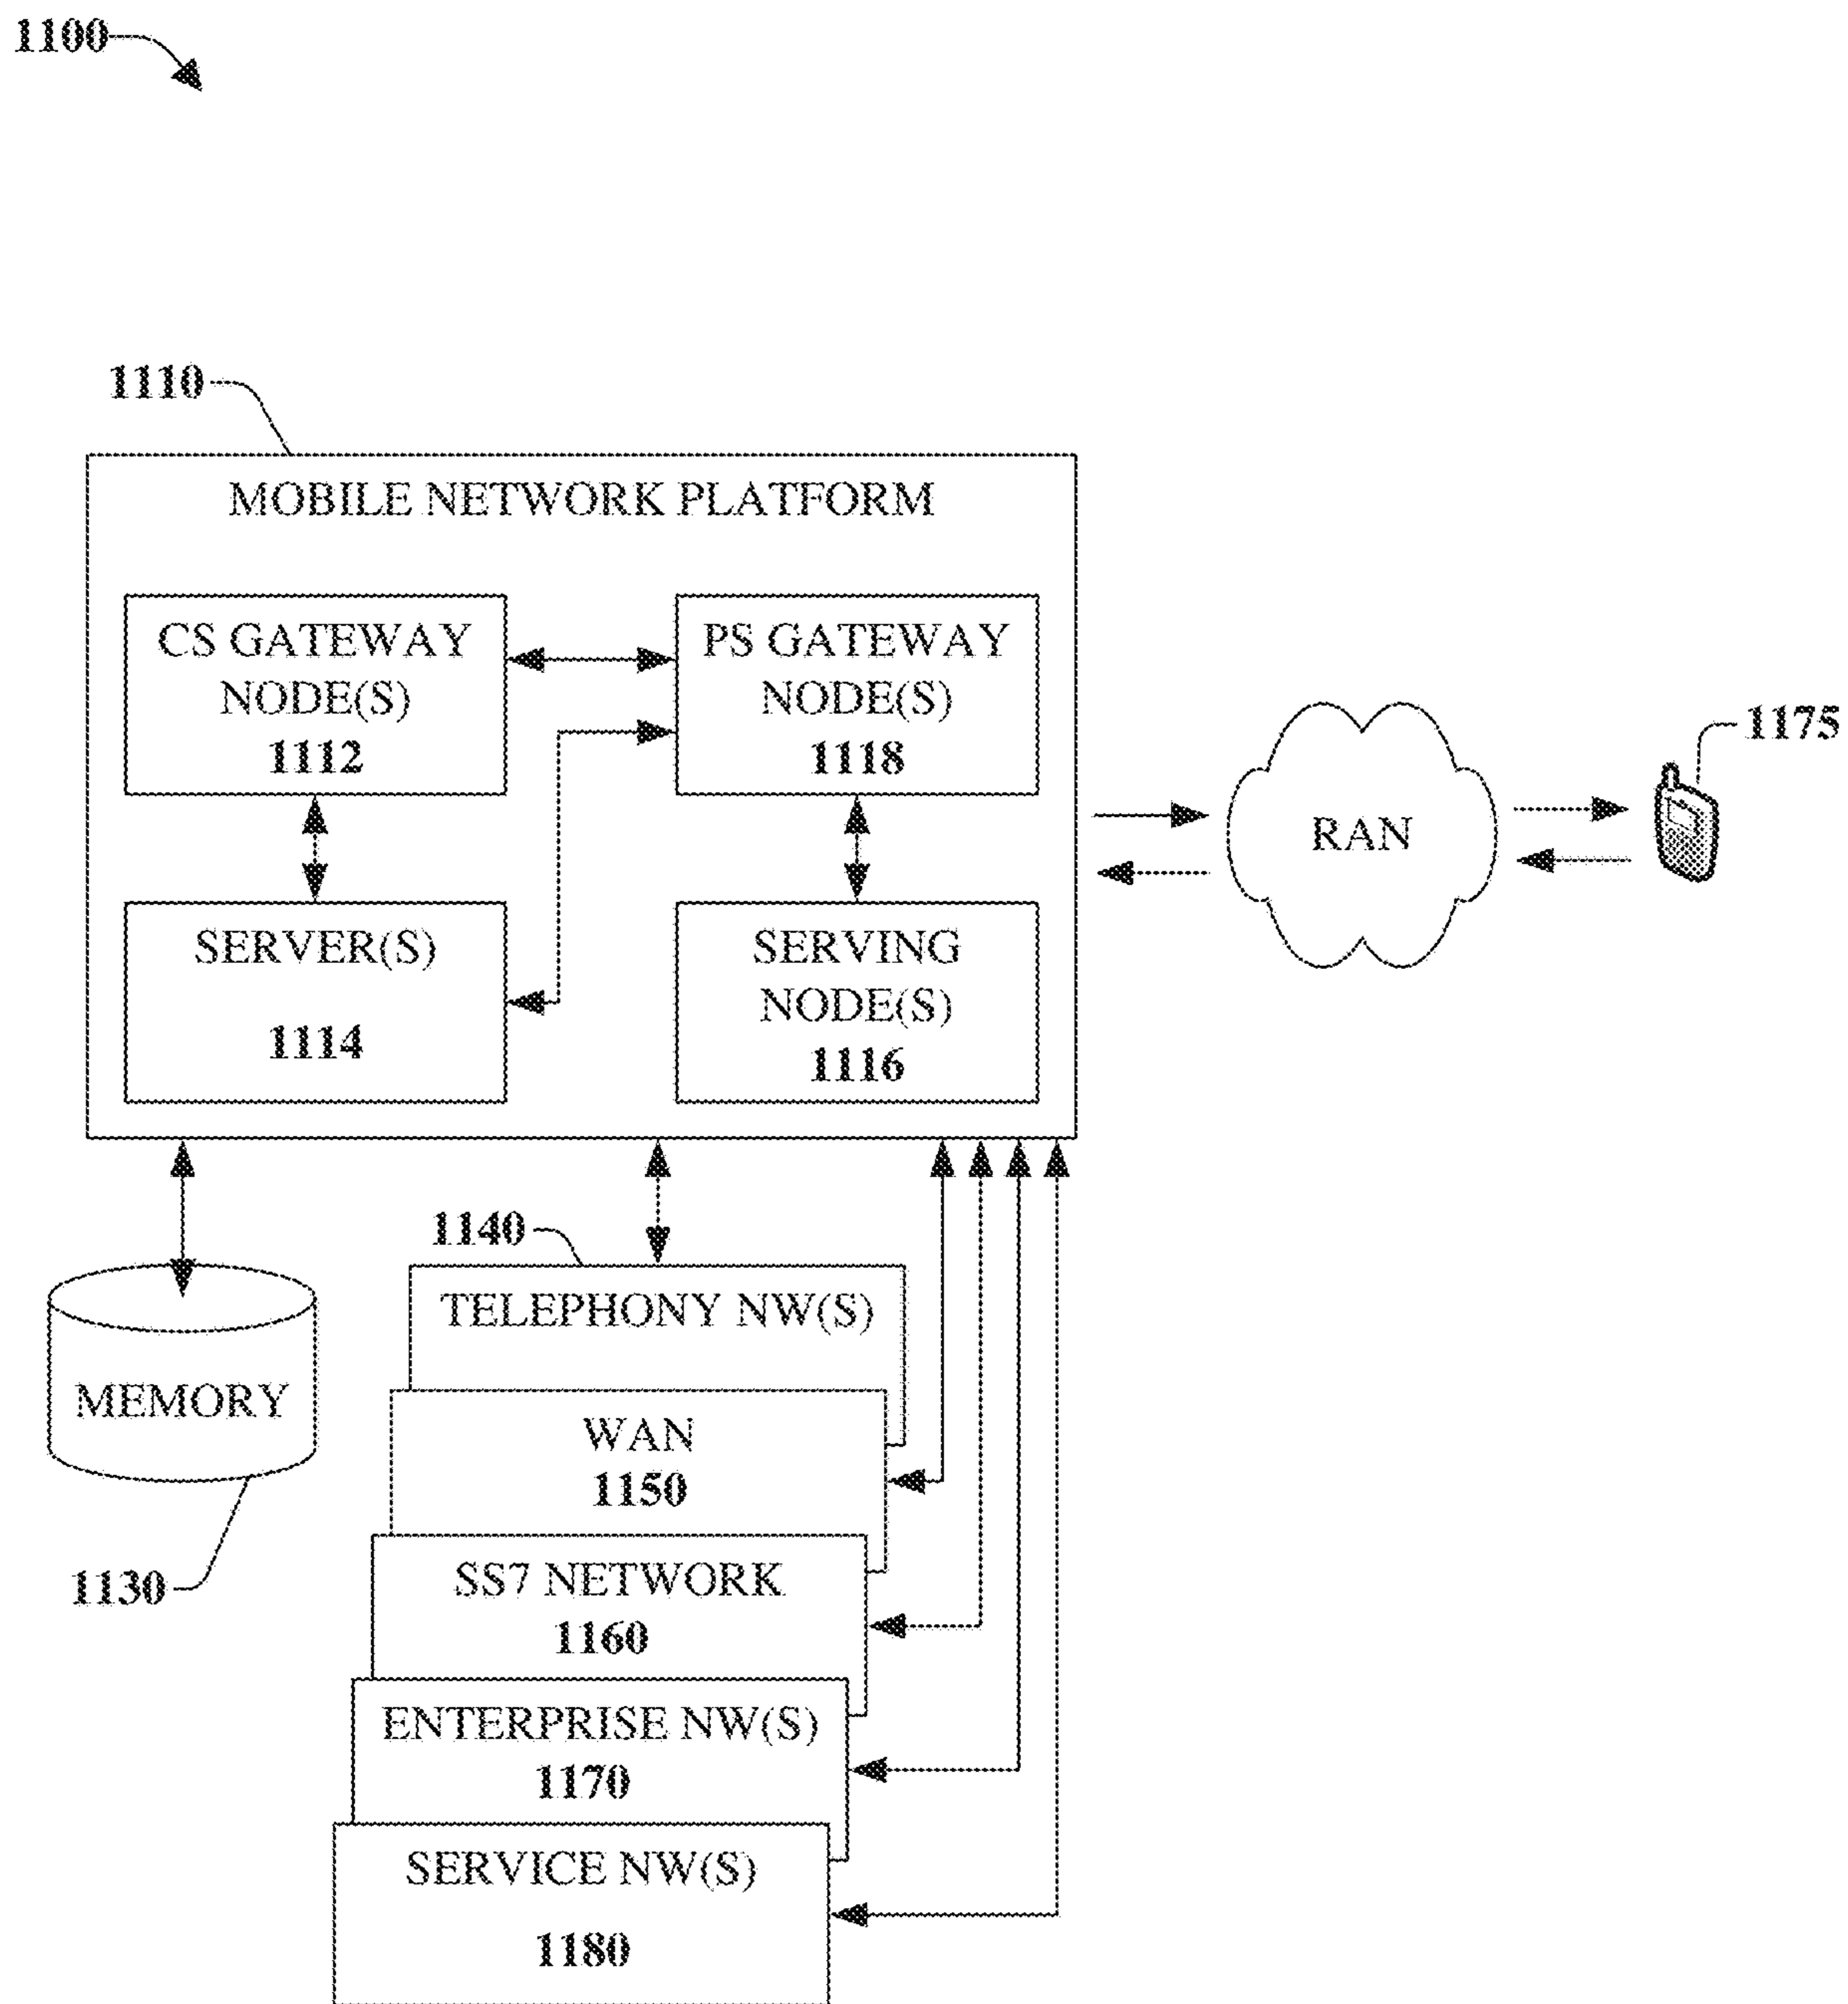 1100
1110
MOBILE NETWORK PLATFORM
CS GATEWAY
NODE(S)
1112
PS GATEWAY
NODE(S)
1118
SERVER(S)
1114
SERVING
NODE(S)
1116
RAN
1175
1140
TELEPHONY NW(S)
MEMORY
1130
WAN
1150
SS7 NETWORK
1160
ENTERPRISE NW(S)
1170
SERVICE NW(S)
1180